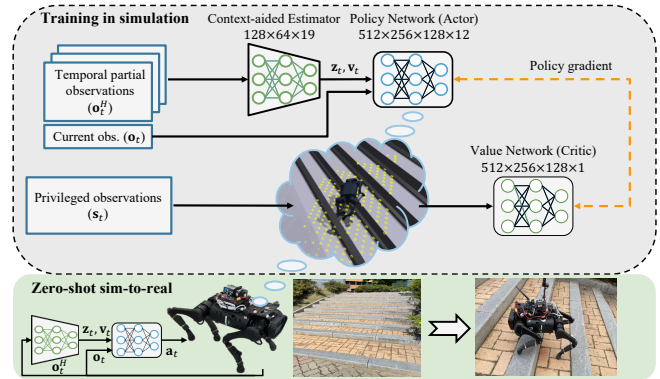 Training in simulation
Context-aided Estimator
128×64×19
Policy Network (Actor)
512×256×128×12
Temporal partial
observations
(o_t^H)
z_t, v_t
Policy gradient
Current obs. (o_t)
Value Network (Critic)
512×256×128×1
Privileged observations
(s_t)
Zero-shot sim-to-real
z_t, v_t
o_t^H
o_t
a_t